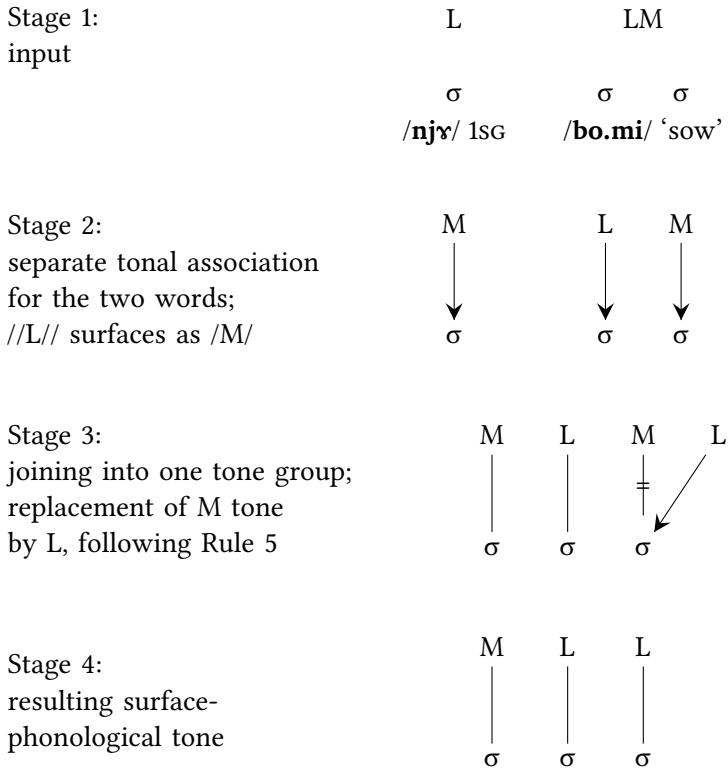 Stage 1: L LM
input
σ σ σ
/njɤ/ 1SG /bo.mi/ ‘sow’
Stage 2: M L M
separate tonal association
for the two words;
//L// surfaces as /M/ σ σ σ
Stage 3: M L M L
joining into one tone group;
replacement of M tone
by L, following Rule 5 σ σ σ
M L L
Stage 4:
resulting surface-
phonological tone
σ σ σ